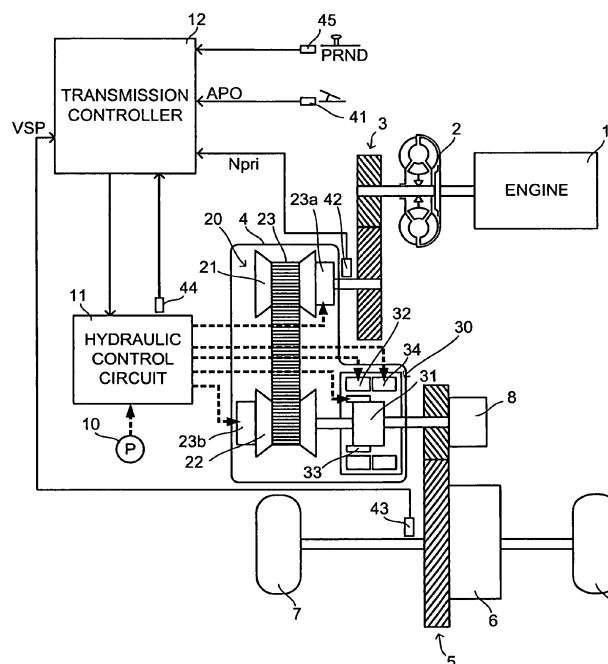 12
45
PRND
TRANSMISSION
CONTROLLER
APO
41
VSP
3
2
1
ENGINE
Npri
23a
42
4
23
20
21
44
11
HYDRAULIC
CONTROL
CIRCUIT
32
34
30
31
8
10
P
23b
22
33
43
7
6
5